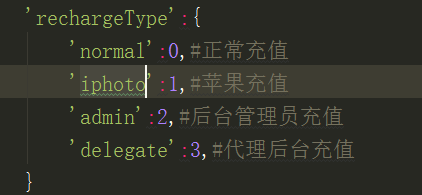 'rechargeType':{
'normal':0,#正常充值
'iphoto':1,#苹果充值
'admin':2,#后台管理员充值
'delegate':3,#代理后台充值
}